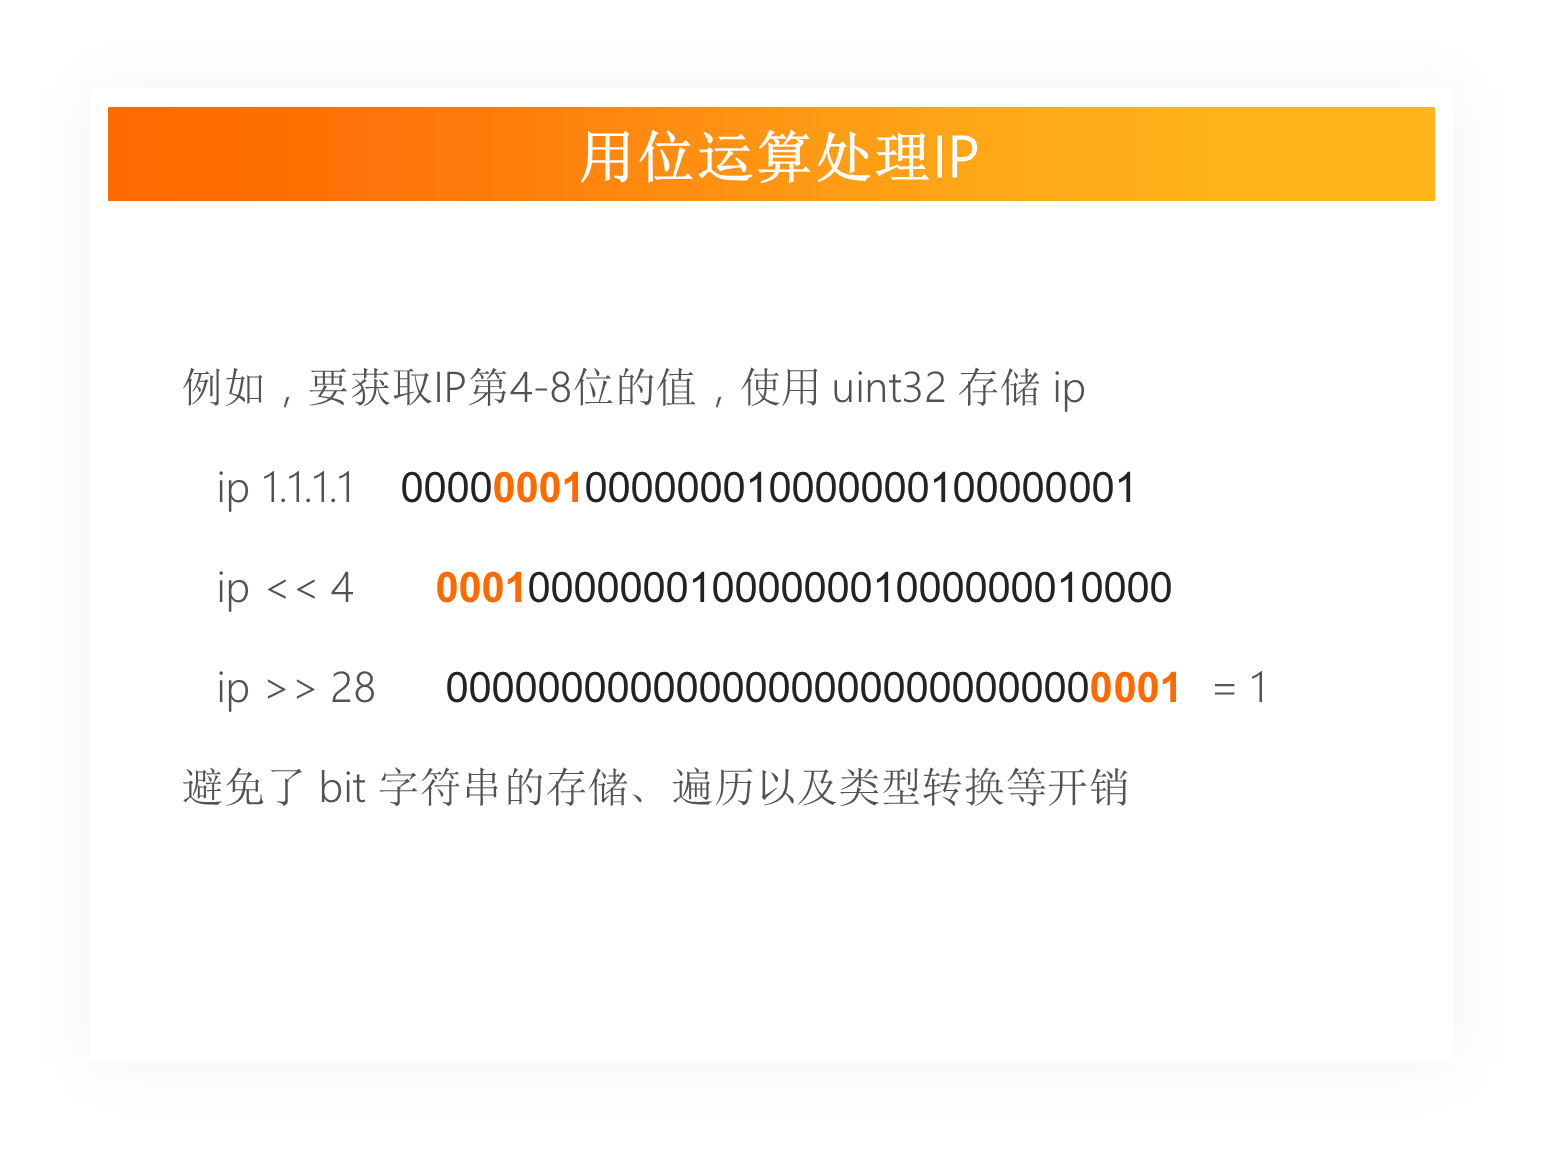 用位运算处理IP
例如，要获取IP第4-8位的值，使用 uint32 存储 ip
ip 1.1.1.1 00000001000000010000000100000001
ip << 4 00010000000100000001000000010000
ip >> 28 00000000000000000000000000000001 = 1
避免了 bit 字符串的存储、遍历以及类型转换等开销